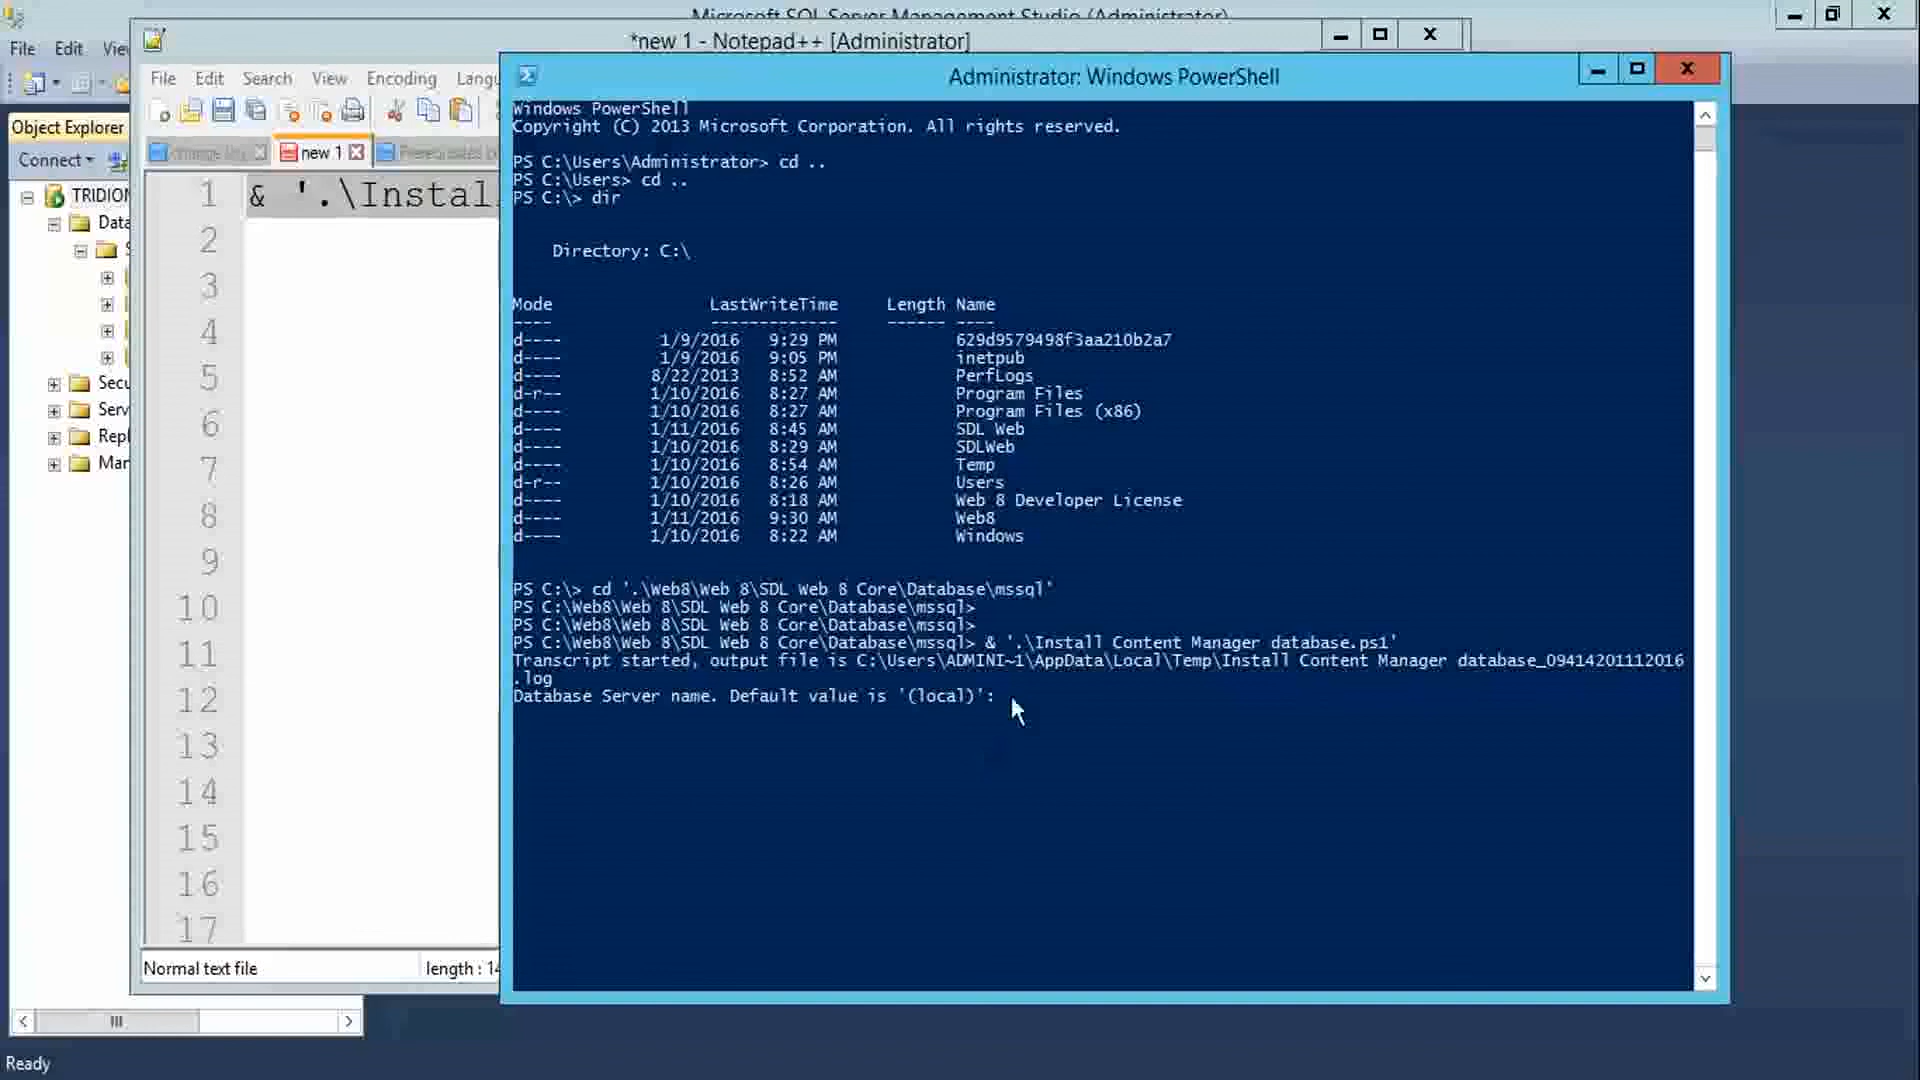 Microsoft SQL Server Management Studio (Administrator)
File Edit View
*new 1 - Notepad++ [Administrator]
File Edit Search View Encoding Langu
Administrator: Windows PowerShell
Object Explorer
Connect
new 1
TRIDION
Data
S
Secu
Serv
Repl
Man
1 & '.\Instal
2
3
4
5
6
7
8
9
10
11
12
13
14
15
16
17
Normal text file length : 14
Ready
Windows PowerShell
Copyright (C) 2013 Microsoft Corporation. All rights reserved.
PS C:\Users\Administrator> cd ..
PS C:\Users> cd ..
PS C:\> dir
Directory: C:\
Mode LastWriteTime Length Name
---- ------------- ------ ----
d---- 1/9/2016 9:29 PM 629d9579498f3aa210b2a7
d---- 1/9/2016 9:05 PM inetpub
d---- 8/22/2013 8:52 AM PerfLogs
d-r-- 1/10/2016 8:27 AM Program Files
d---- 1/10/2016 8:27 AM Program Files (x86)
d---- 1/11/2016 8:45 AM SDL Web
d---- 1/10/2016 8:29 AM SDLWeb
d---- 1/10/2016 8:54 AM Temp
d-r-- 1/10/2016 8:26 AM Users
d---- 1/10/2016 8:18 AM Web 8 Developer License
d---- 1/11/2016 9:30 AM Web8
d---- 1/10/2016 8:22 AM Windows
PS C:\> cd '.\Web8\Web 8\SDL Web 8 Core\Database\mssql'
PS C:\Web8\Web 8\SDL Web 8 Core\Database\mssql>
PS C:\Web8\Web 8\SDL Web 8 Core\Database\mssql>
PS C:\Web8\Web 8\SDL Web 8 Core\Database\mssql> & '.\Install Content Manager database.ps1'
Transcript started, output file is C:\Users\ADMINI~1\AppData\Local\Temp\Install Content Manager database_09414201112016
.log
Database Server name. Default value is '(local)':